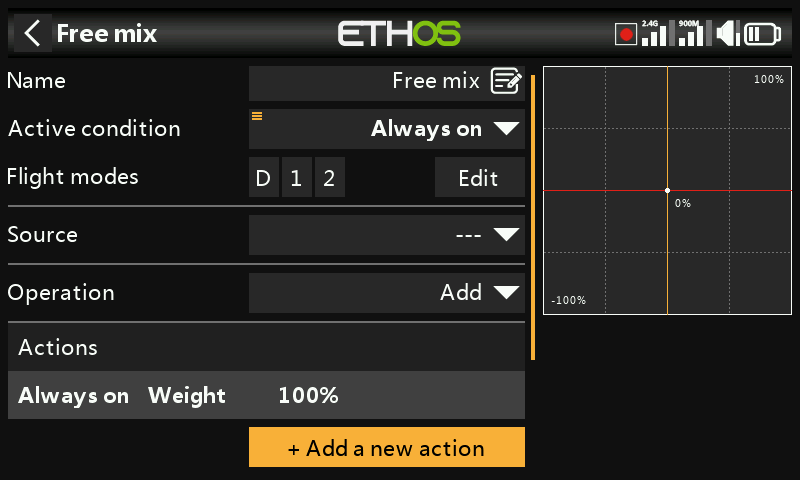 Free mix
ETHOS
2.4G 900M
Name Free mix
100%
Active condition Always on
Flight modes D 1 2 Edit
0%
Source ---
Operation Add
-100%
Actions
Always on Weight 100%
+ Add a new action